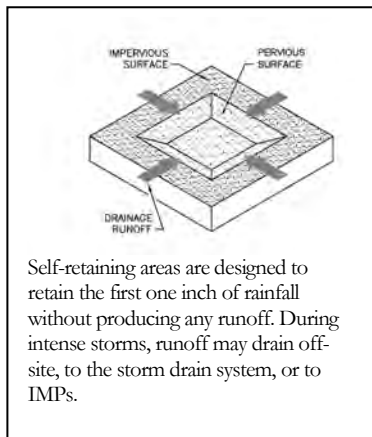 IMPERVIOUS
SURFACE
PERVIOUS
SURFACE
DRAINAGE
RUNOFF
Self-retaining areas are designed to
retain the first one inch of rainfall
without producing any runoff. During
intense storms, runoff may drain off-
site, to the storm drain system, or to
IMPs.